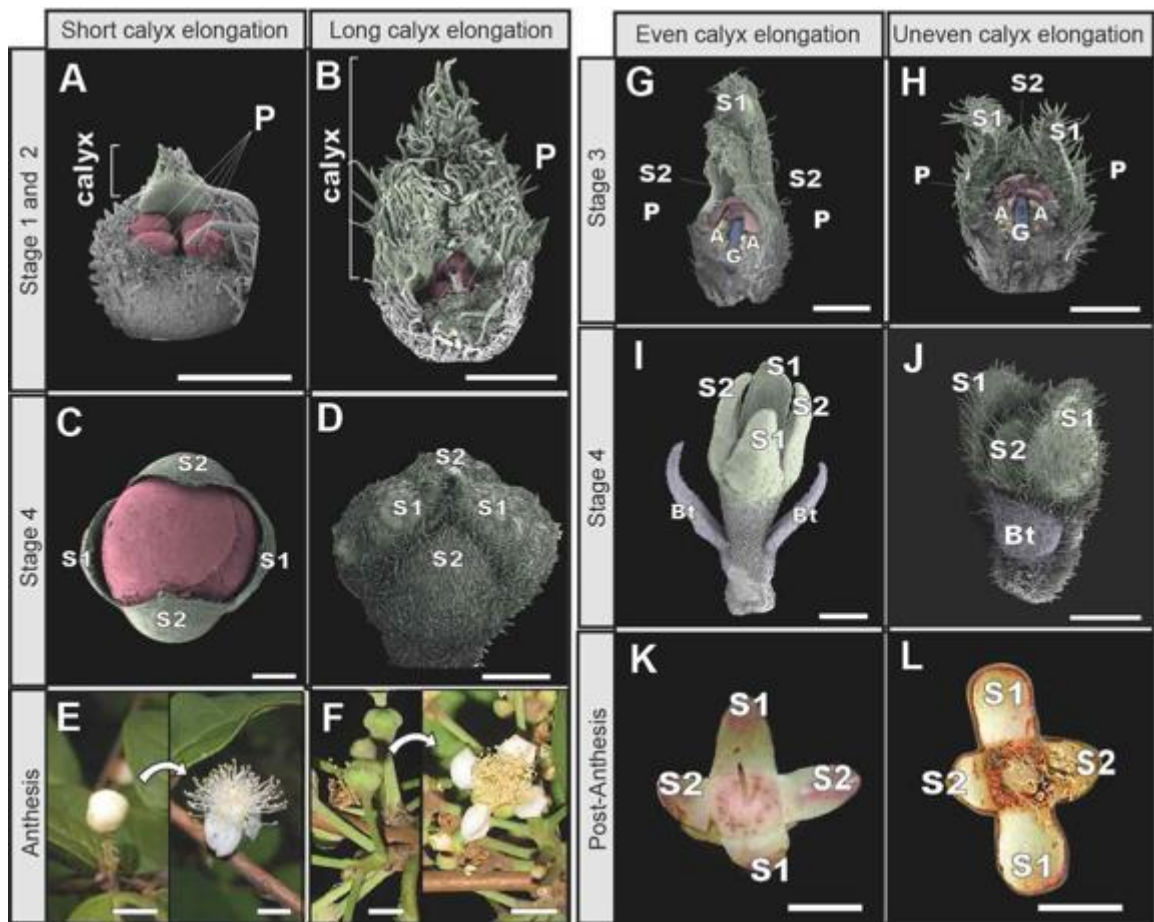 Short calyx elongation
Long calyx elongation
Even calyx elongation
Uneven calyx elongation
Stage 1 and 2
A
calyx
P
B
calyx
P
Stage 3
G
S1
S2
S2
P
P
A
A
G
H
S2
S1
S1
P
P
A
A
G
Stage 4
C
S2
S1
S1
S2
D
S2
S1
S1
S2
Stage 4
I
S1
S2
S2
S1
Bt
Bt
J
S1
S1
S2
Bt
Anthesis
E
F
Post-Anthesis
K
S1
S2
S2
S1
L
S1
S2
S2
S1